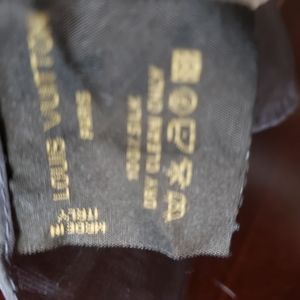 LOUIS VUITTON
PARIS
MADE IN
ITALY
100% SILK
DRY CLEAN ONLY